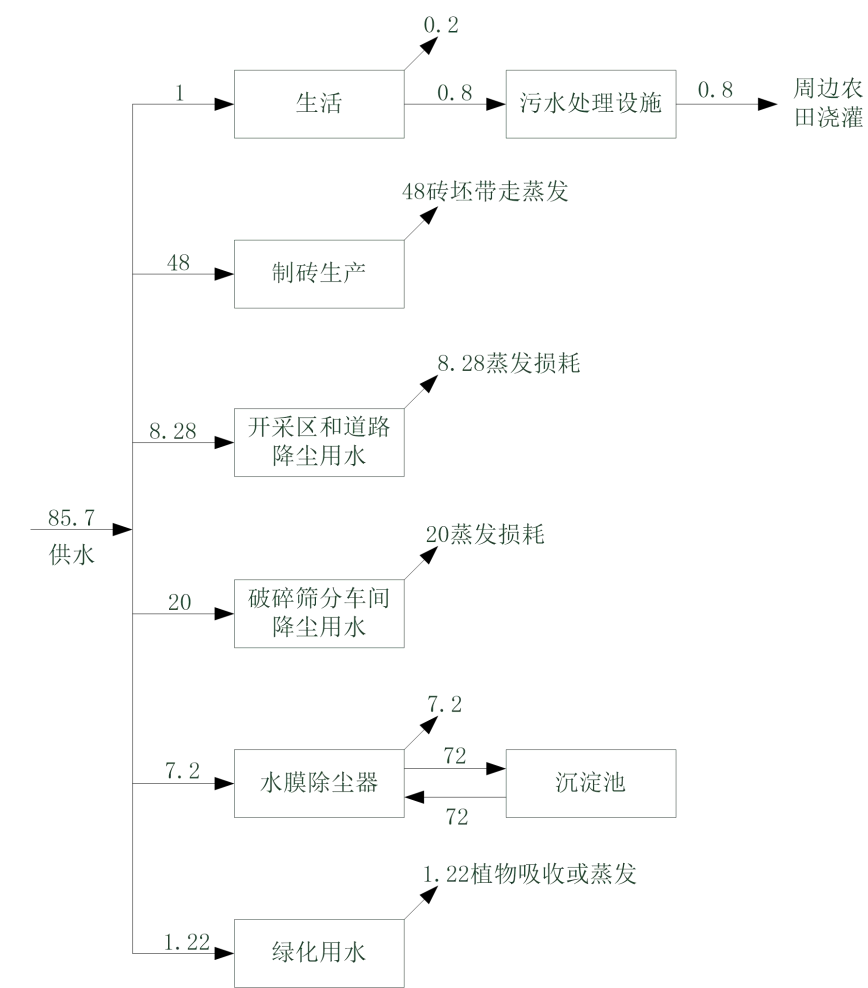 0.2
1
生活
0.8
污水处理设施
0.8
周边农
田浇灌
48砖坯带走蒸发
48
制砖生产
8.28蒸发损耗
8.28
开采区和道路
降尘用水
85.7
供水
20蒸发损耗
20
破碎筛分车间
降尘用水
7.2
7.2
水膜除尘器
72
72
沉淀池
1.22植物吸收或蒸发
1.22
绿化用水